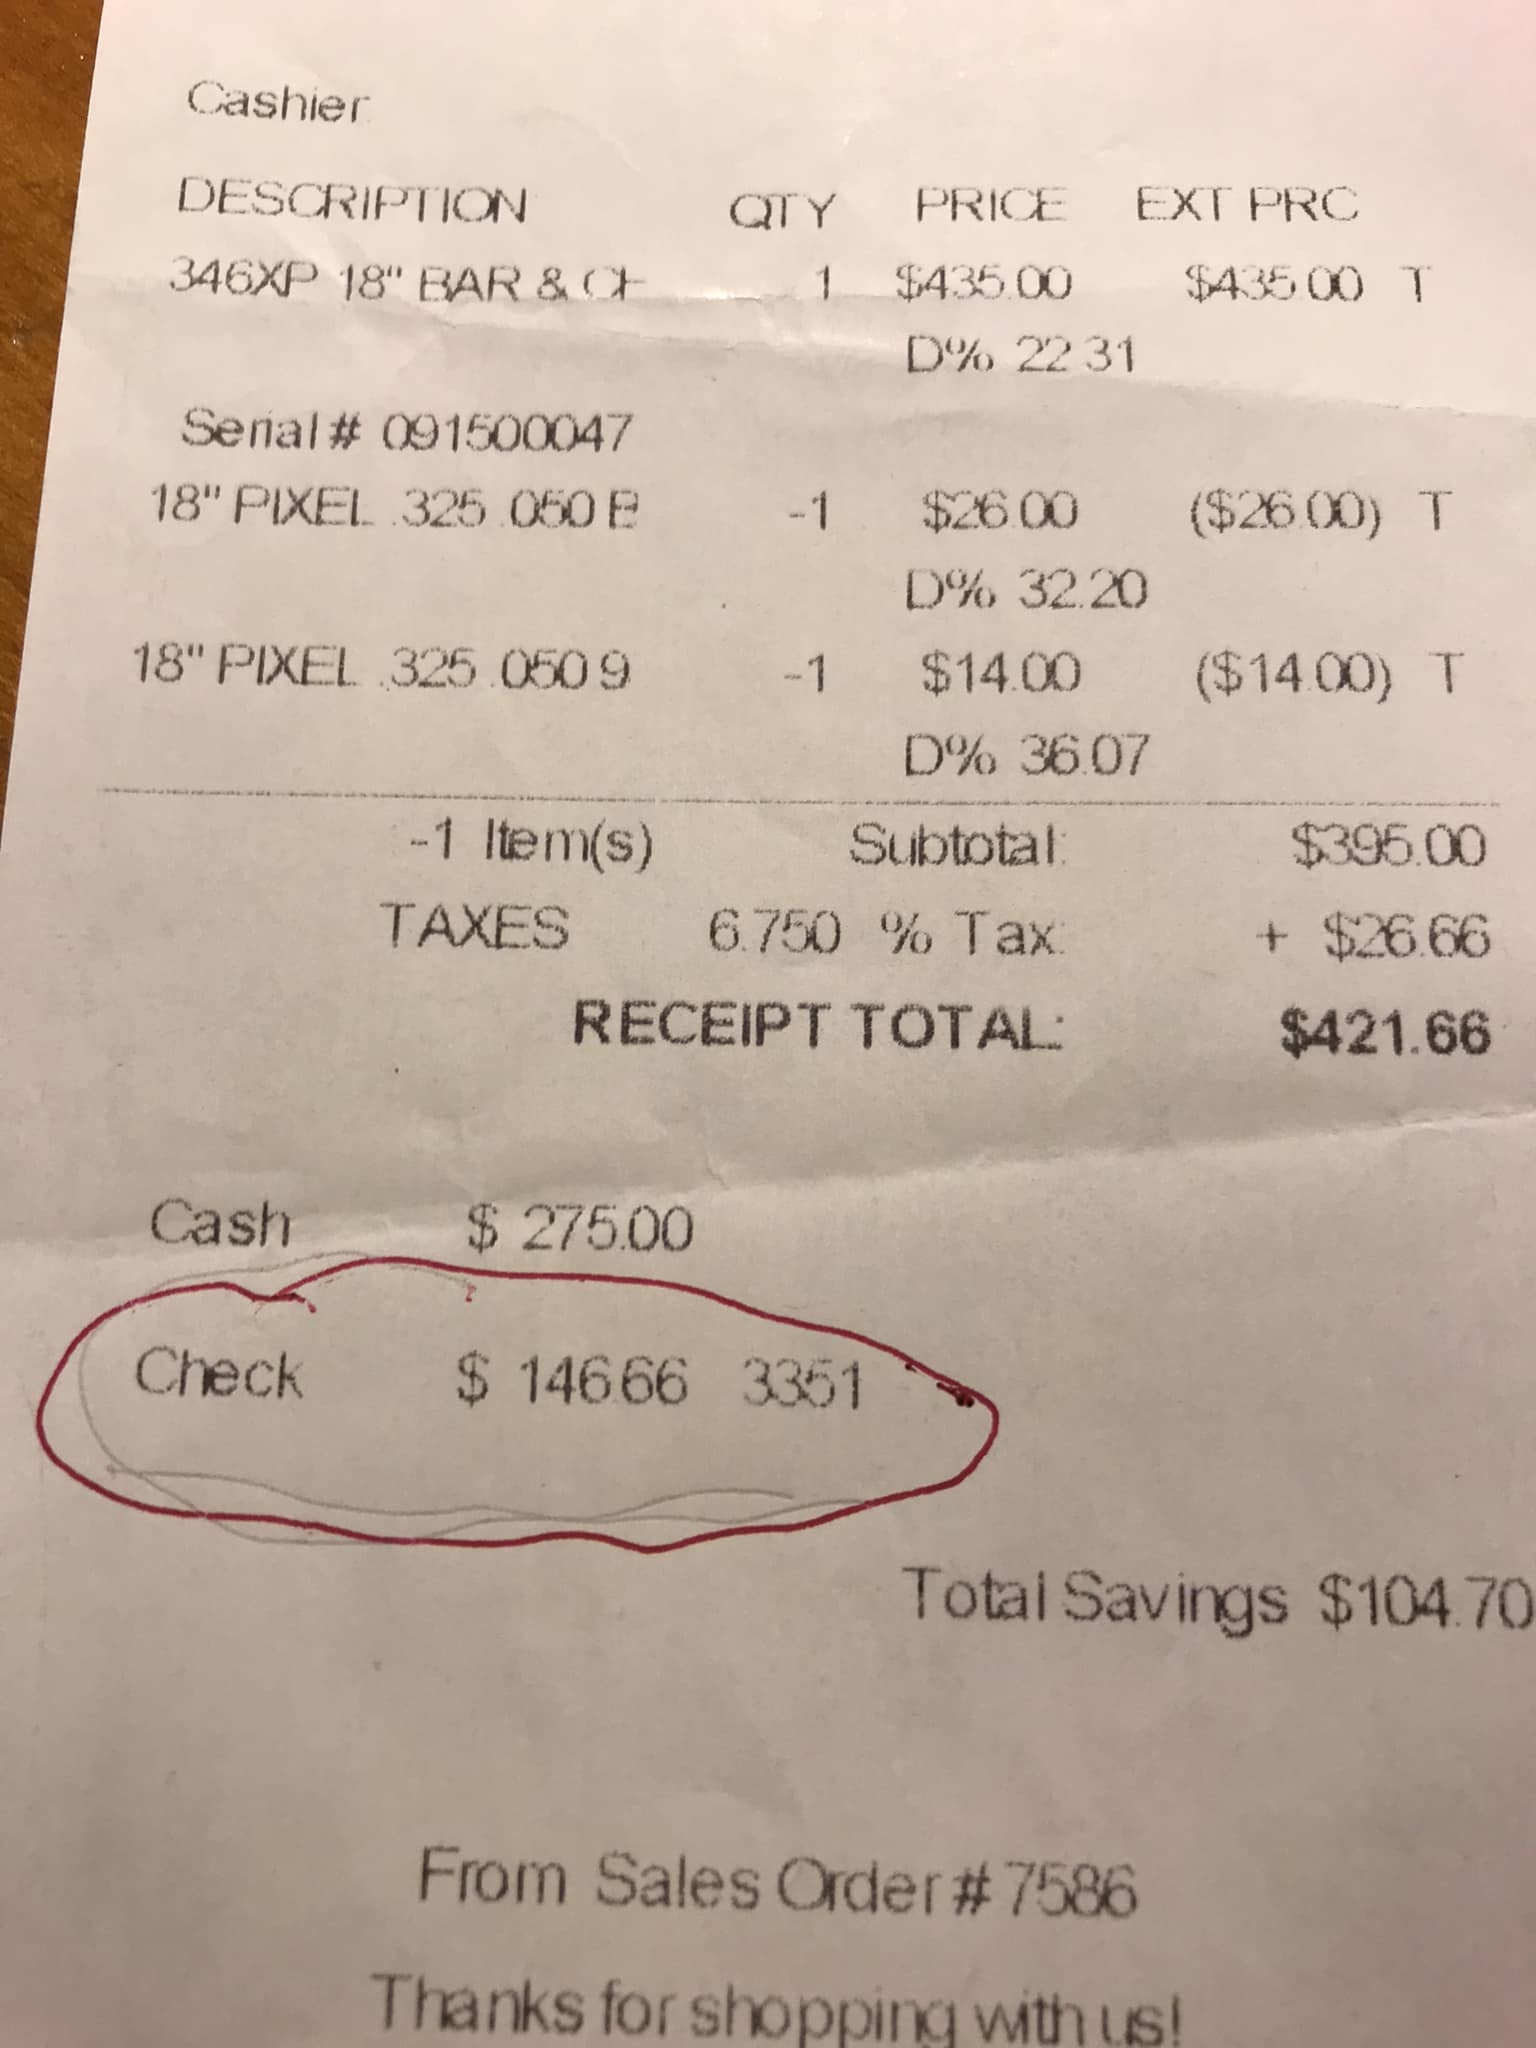 Cashier
DESCRIPTION QTY PRICE EXT PRC
346XP 18" BAR & CH 1 $435.00 $435.00 T
D% 22.31
Serial # 091500047
18" PIXEL .325 .050 B -1 $26.00 ($26.00) T
D% 32.20
18" PIXEL .325 .050 9 -1 $14.00 ($14.00) T
D% 36.07
-1 Item(s) Subtotal: $395.00
TAXES 6.750 % Tax: + $26.66
RECEIPT TOTAL: $421.66
Cash $ 275.00
Check $ 146.66 3351
Total Savings $104.70
From Sales Order # 7586
Thanks for shopping with us!